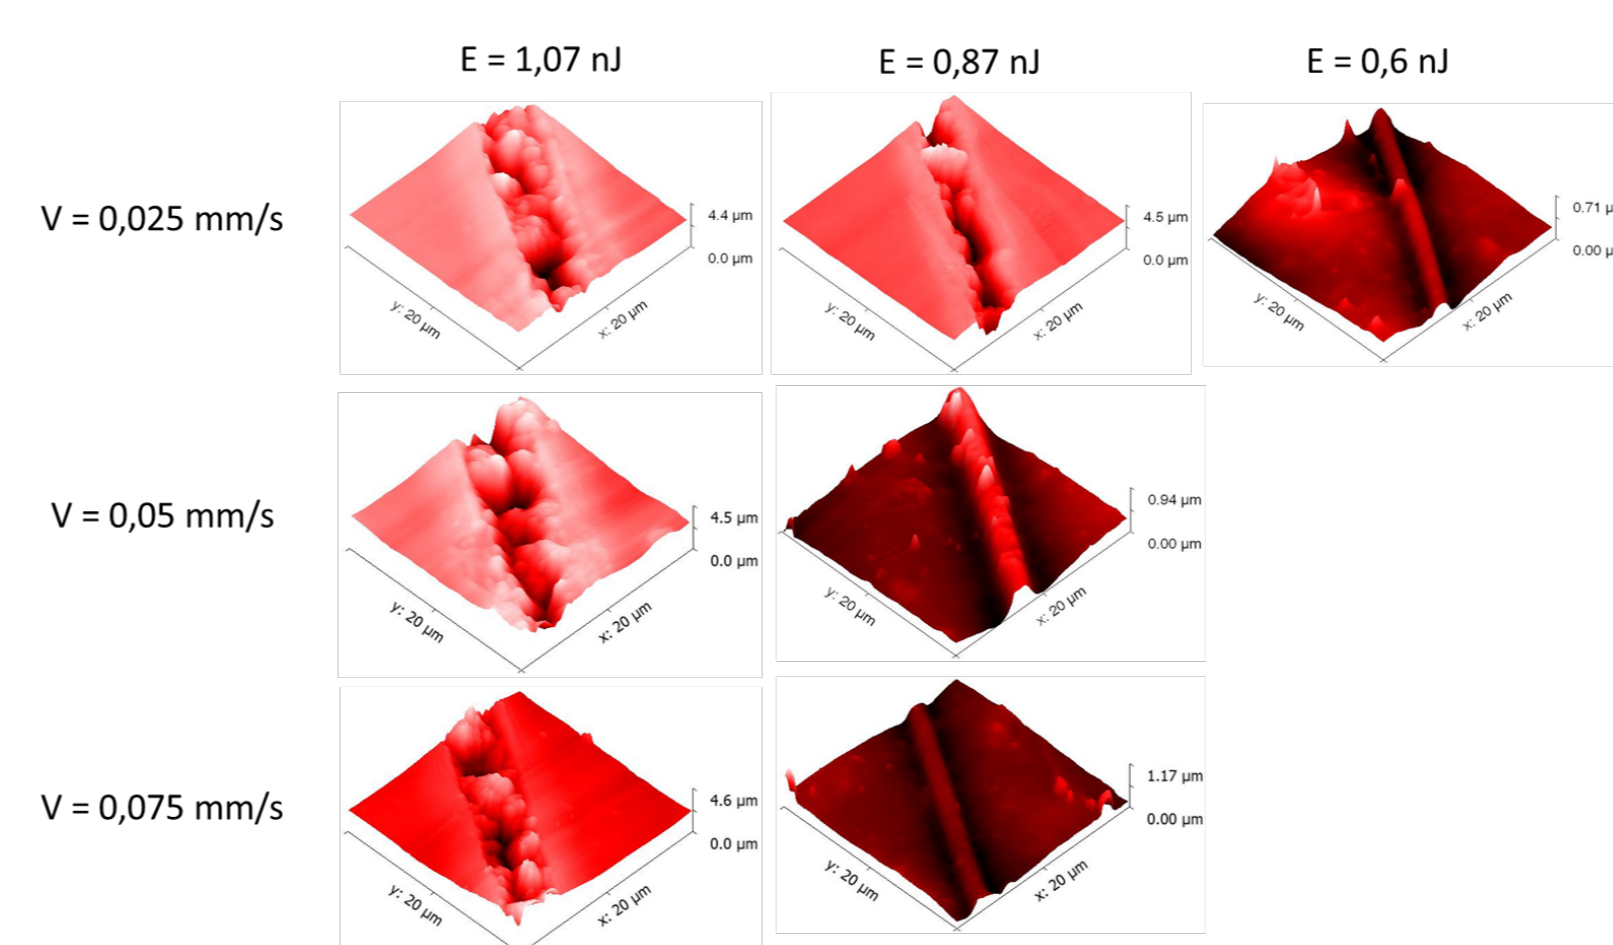 E = 1,07 nJ
E = 0,87 nJ
E = 0,6 nJ
V = 0,025 mm/s
4.4 µm
0.0 µm
y: 20 µm
x: 20 µm
4.5 µm
0.0 µm
y: 20 µm
x: 20 µm
0.71 µ
0.00 µ
y: 20 µm
x: 20 µm
V = 0,05 mm/s
4.5 µm
0.0 µm
y: 20 µm
x: 20 µm
0.94 µm
0.00 µm
y: 20 µm
x: 20 µm
V = 0,075 mm/s
4.6 µm
0.0 µm
y: 20 µm
x: 20 µm
1.17 µm
0.00 µm
y: 20 µm
x: 20 µm